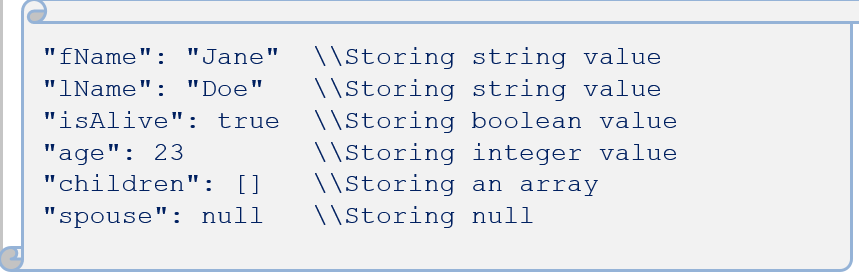 "fName": "Jane"  \\Storing string value
"lName": "Doe"   \\Storing string value
"isAlive": true  \\Storing boolean value
"age": 23        \\Storing integer value
"children": []   \\Storing an array
"spouse": null   \\Storing null